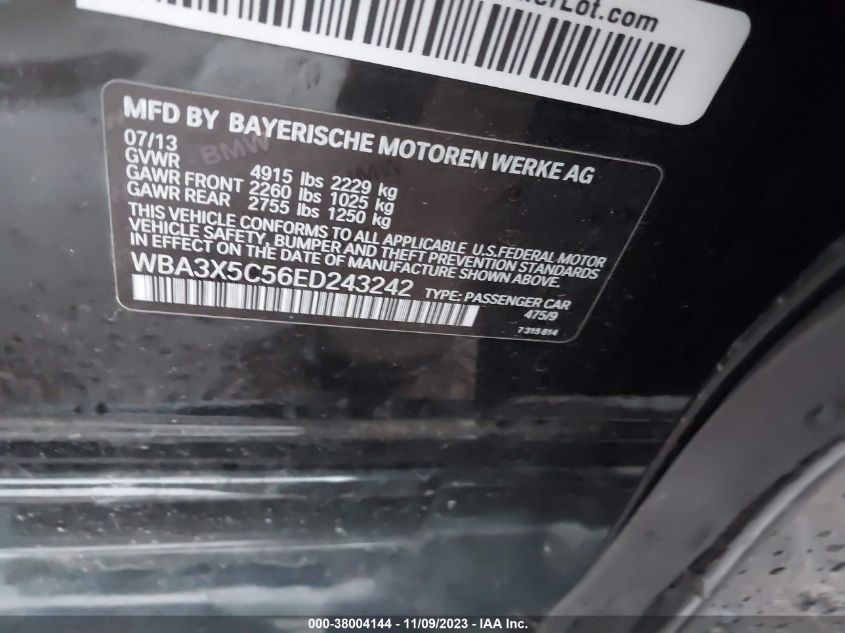 Lot.com
MFD BY BAYERISCHE MOTOREN WERKE AG
07/13
GVWR 4915 lbs 2229 kg
GAWR FRONT 2260 lbs 1025 kg
GAWR REAR 2755 lbs 1250 kg
THIS VEHICLE CONFORMS TO ALL APPLICABLE U.S.FEDERAL MOTOR
VEHICLE SAFETY, BUMPER AND THEFT PREVENTION STANDARDS
IN EFFECT ON THE DATE OF MANUFACTURE SHOWN ABOVE.
WBA3X5C56ED243242 TYPE: PASSENGER CAR
475/9
7 315 814
000-38004144 - 11/09/2023 - IAA Inc.